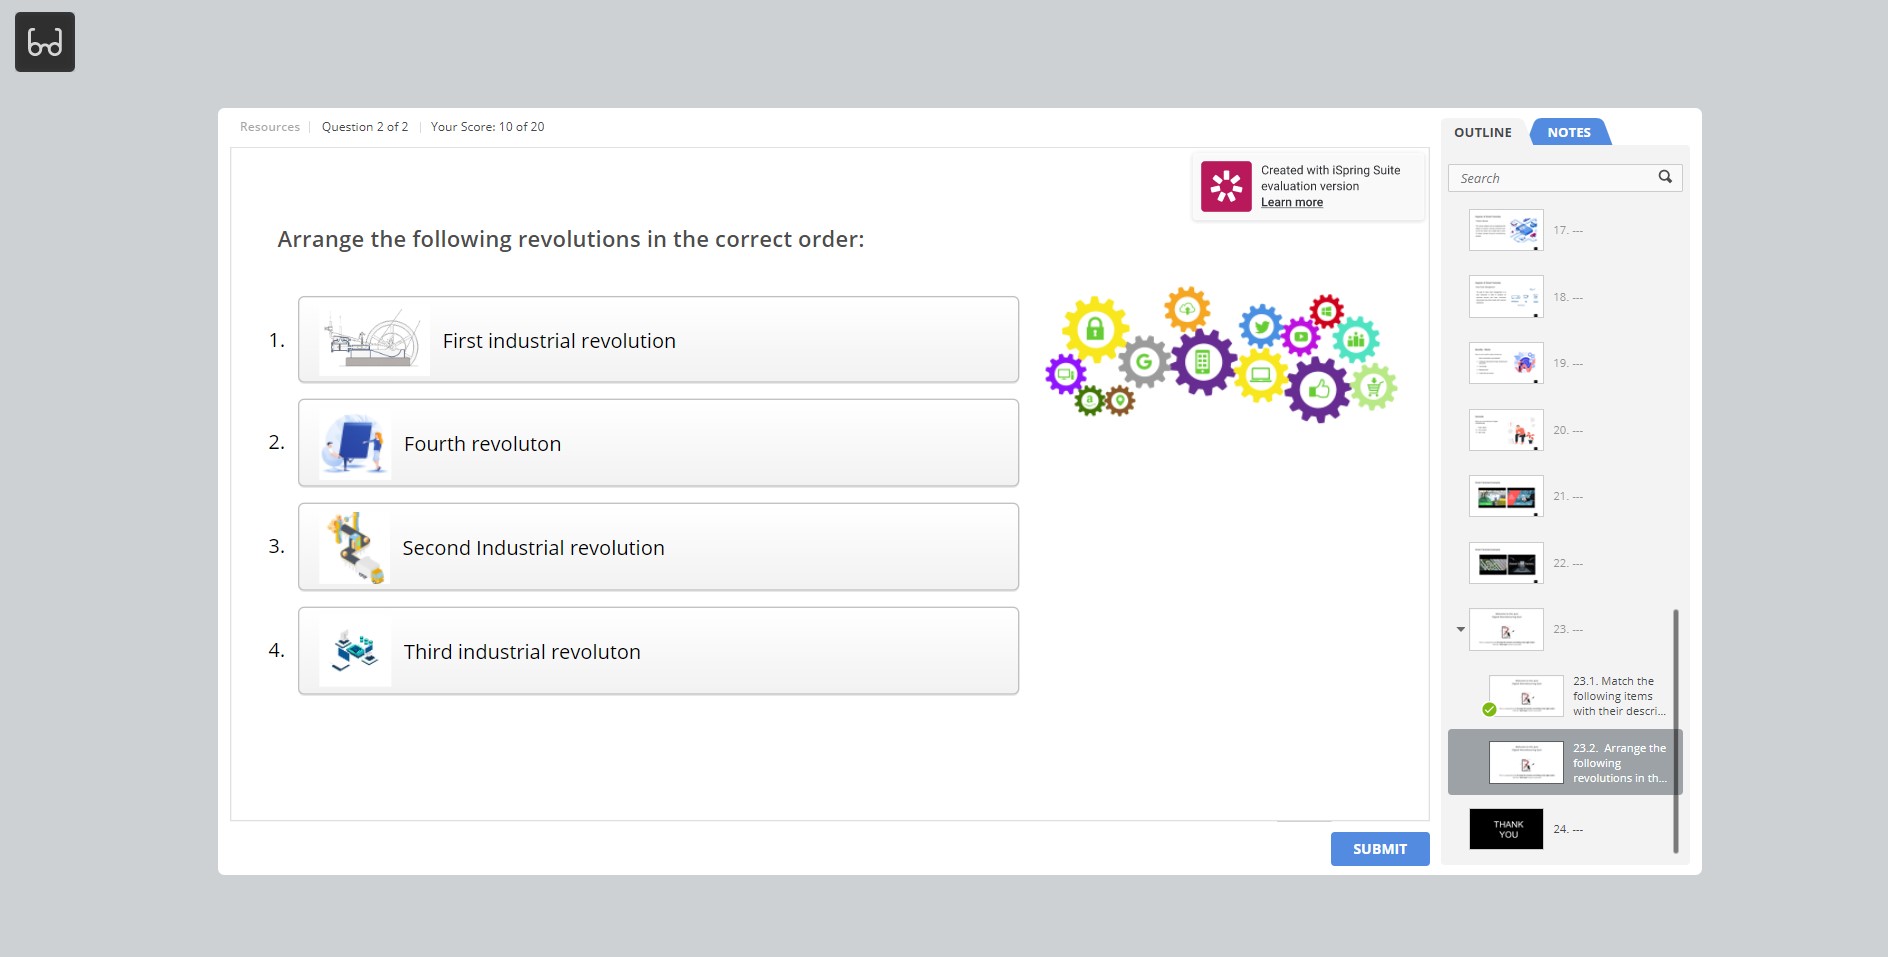 Resources
Question 2 of 2
Your Score: 10 of 20
OUTLINE
NOTES
Created with iSpring Suite
evaluation version
Learn more
Search
Arrange the following revolutions in the correct order:
1.
First industrial revolution
2.
Fourth revoluton
3.
Second Industrial revolution
4.
Third industrial revoluton
17. ---
18. ---
19. ---
20. ---
21. ---
22. ---
23. ---
23.1. Match the
following items
with their descri...
23.2. Arrange the
following
revolutions in th...
THANK
YOU
24. ---
SUBMIT